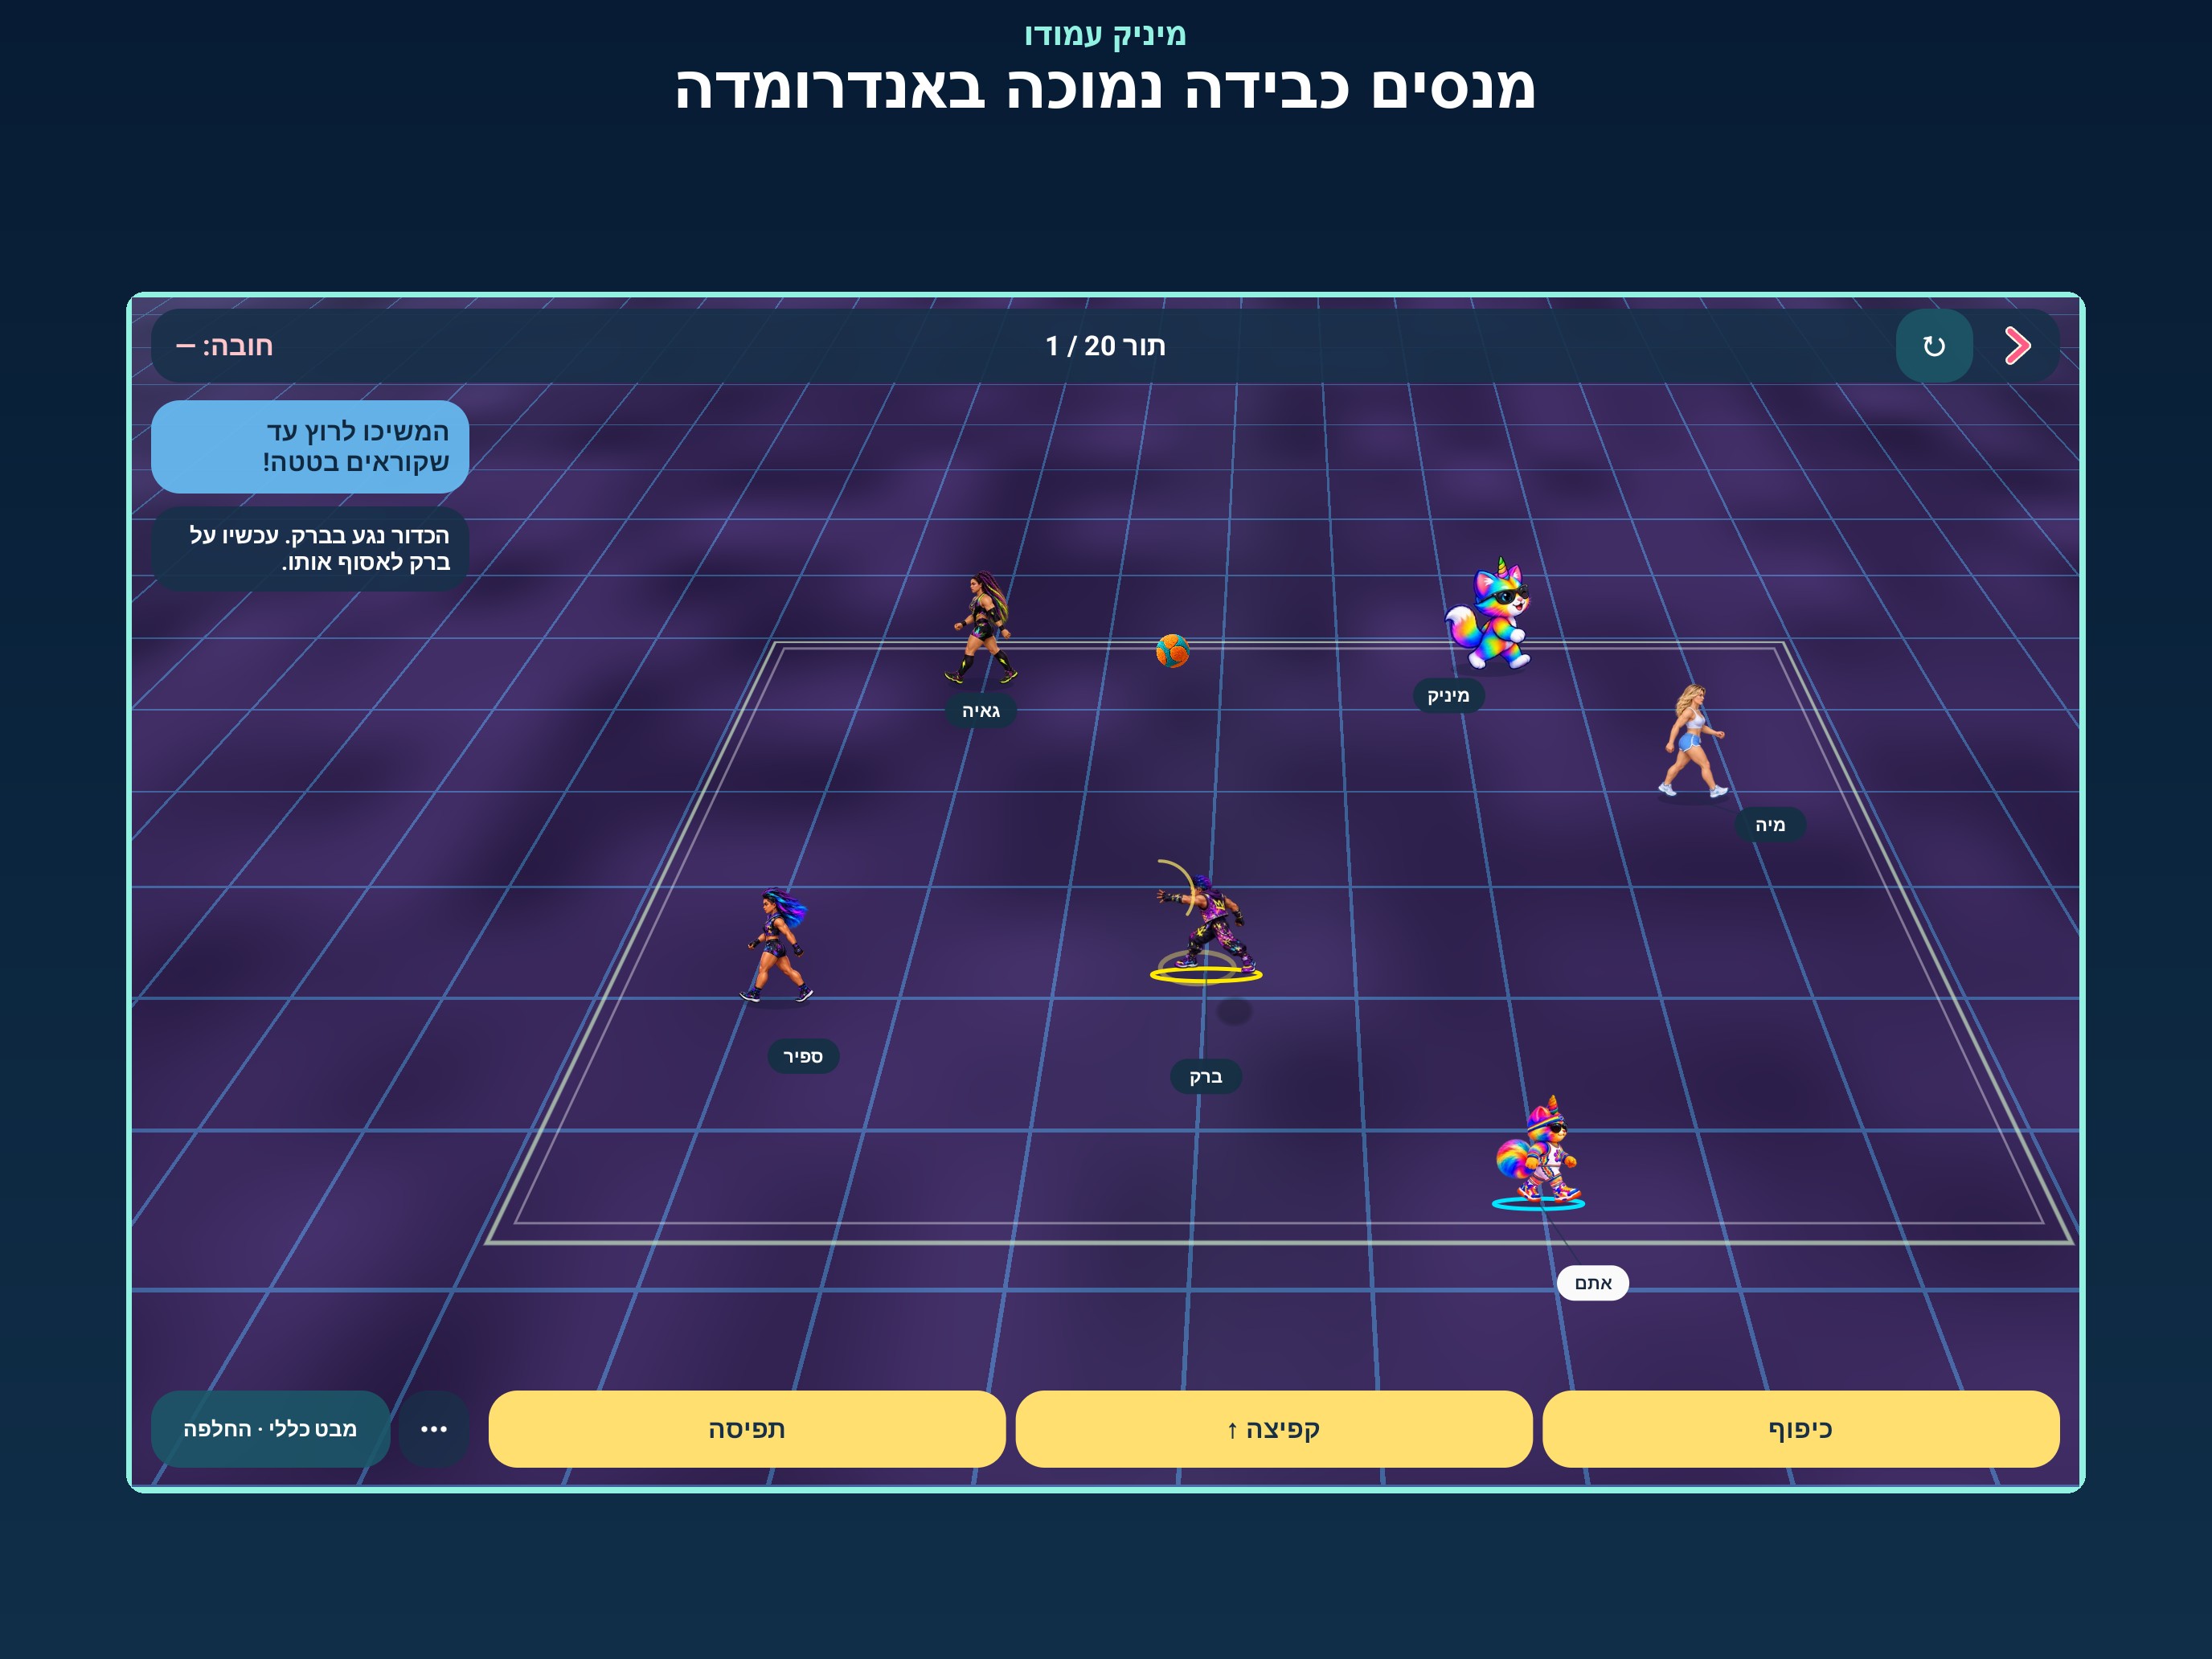 מיניק עמודו
מנסים כבידה נמוכה באנדרומדה
תור 20 / 1
חובה: —
המשיכו לרוץ עד
שקוראים בטטה!
הכדור נגע בברק. עכשיו על
ברק לאסוף אותו.
גאיה
מיניק
מיה
ספיר
ברק
אתם
כיפוף
קפיצה ↑
תפיסה
•••
מבט כללי · החלפה